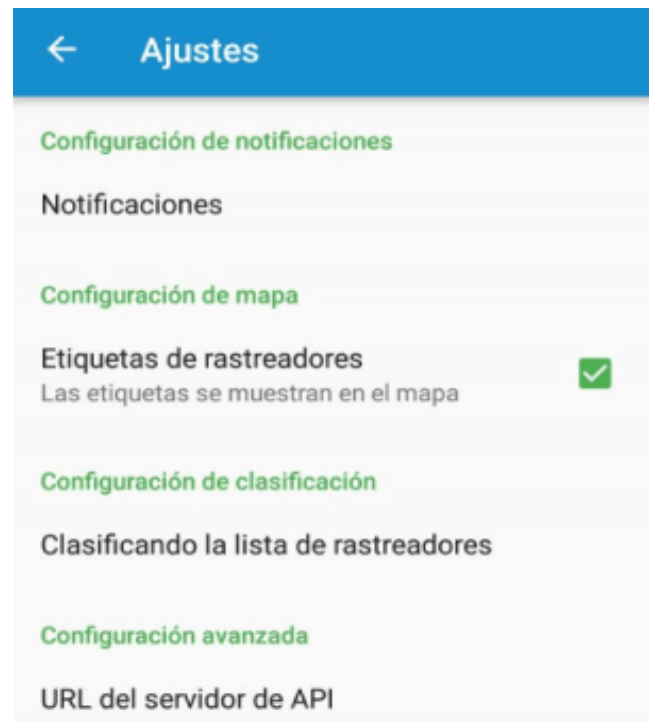 Ajustes
Configuración de notificaciones
Notificaciones
Configuración de mapa
Etiquetas de rastreadores
Las etiquetas se muestran en el mapa
Configuración de clasificación
Clasificando la lista de rastreadores
Configuración avanzada
URL del servidor de API